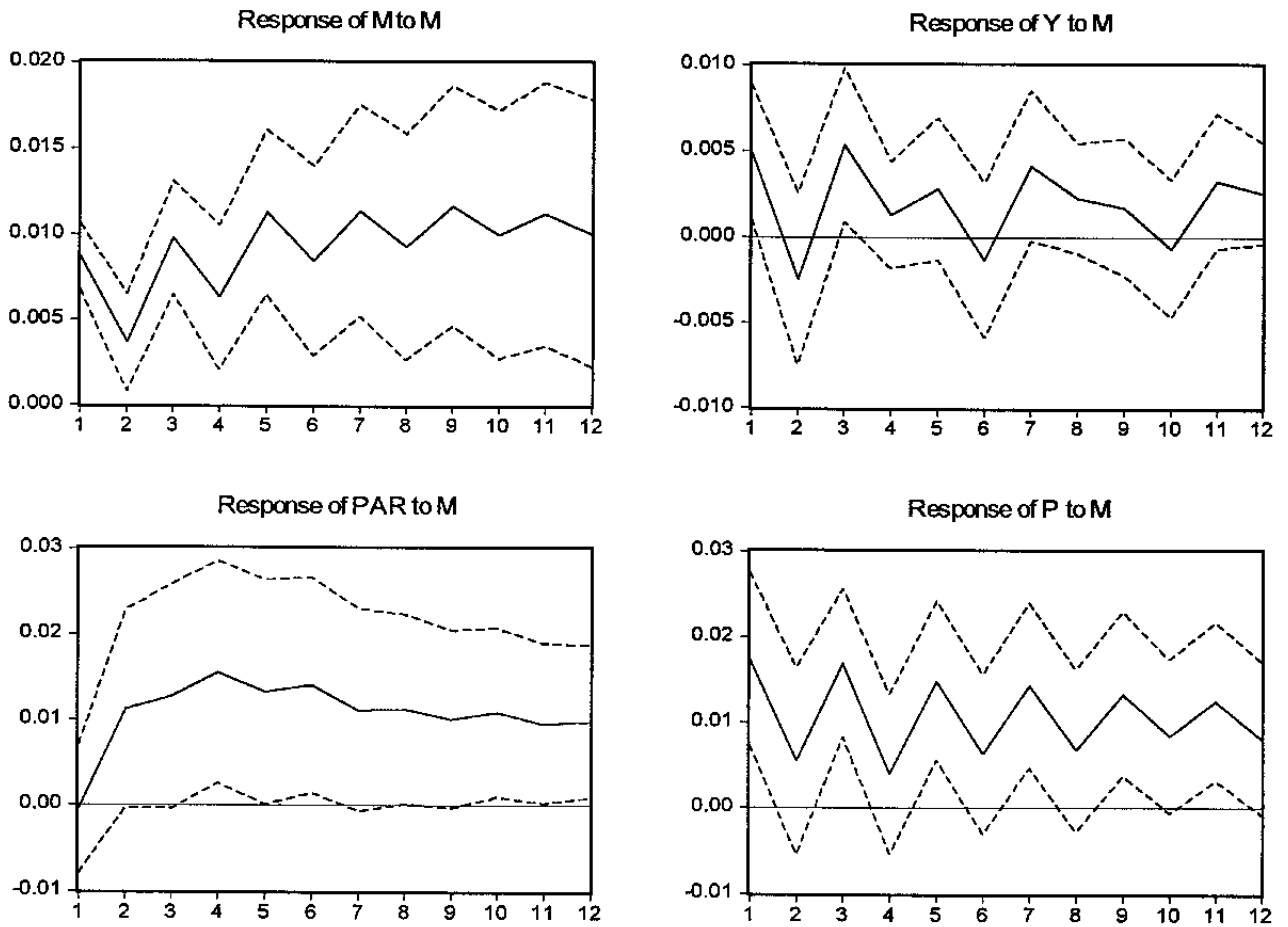 Response of M to M
0.020
0.015
0.010
0.005
0.000
1 2 3 4 5 6 7 8 9 10 11 12
Response of Y to M
0.010
0.005
0.000
-0.005
-0.010
1 2 3 4 5 6 7 8 9 10 11 12
Response of PAR to M
0.03
0.02
0.01
0.00
-0.01
1 2 3 4 5 6 7 8 9 10 11 12
Response of P to M
0.03
0.02
0.01
0.00
-0.01
1 2 3 4 5 6 7 8 9 10 11 12